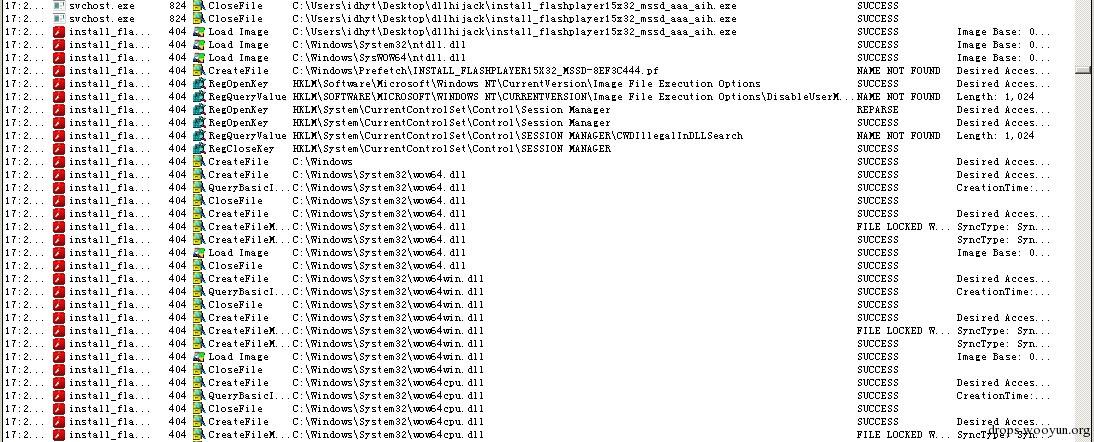 17:2... svchost.exe 824 CloseFile C:\Users\idhyt\Desktop\dllhijack\install_flashplayer15x32_mssd_aaa_aih.exe SUCCESS
17:2... svchost.exe 824 CloseFile C:\Users\idhyt\Desktop\dllhijack\install_flashplayer15x32_mssd_aaa_aih.exe SUCCESS
17:2... install_fla... 404 Load Image C:\Users\idhyt\Desktop\dllhijack\install_flashplayer15x32_mssd_aaa_aih.exe SUCCESS Image Base: 0...
17:2... install_fla... 404 Load Image C:\Windows\System32\ntdll.dll SUCCESS Image Base: 0...
17:2... install_fla... 404 Load Image C:\Windows\SysWOW64\ntdll.dll SUCCESS Image Base: 0...
17:2... install_fla... 404 CreateFile C:\Windows\Prefetch\INSTALL_FLASHPLAYER15X32_MSSD-8EF3C444.pf NAME NOT FOUND Desired Acces...
17:2... install_fla... 404 RegOpenKey HKLM\Software\Microsoft\Windows NT\CurrentVersion\Image File Execution Options SUCCESS Desired Acces...
17:2... install_fla... 404 RegQueryValue HKLM\SOFTWARE\MICROSOFT\WINDOWS NT\CURRENTVERSION\Image File Execution Options\DisableUserM... NAME NOT FOUND Length: 1,024
17:2... install_fla... 404 RegOpenKey HKLM\System\CurrentControlSet\Control\Session Manager REPARSE Desired Acces...
17:2... install_fla... 404 RegOpenKey HKLM\System\CurrentControlSet\Control\Session Manager SUCCESS Desired Acces...
17:2... install_fla... 404 RegQueryValue HKLM\System\CurrentControlSet\Control\SESSION MANAGER\CWDIllegalInDLLSearch NAME NOT FOUND Length: 1,024
17:2... install_fla... 404 RegCloseKey HKLM\System\CurrentControlSet\Control\SESSION MANAGER SUCCESS
17:2... install_fla... 404 CreateFile C:\Windows SUCCESS Desired Acces...
17:2... install_fla... 404 CreateFile C:\Windows\System32\wow64.dll SUCCESS Desired Acces...
17:2... install_fla... 404 QueryBasicI... C:\Windows\System32\wow64.dll SUCCESS CreationTime:...
17:2... install_fla... 404 CloseFile C:\Windows\System32\wow64.dll SUCCESS
17:2... install_fla... 404 CreateFile C:\Windows\System32\wow64.dll SUCCESS Desired Acces...
17:2... install_fla... 404 CreateFileM... C:\Windows\System32\wow64.dll FILE LOCKED W... SyncType: Syn...
17:2... install_fla... 404 CreateFileM... C:\Windows\System32\wow64.dll SUCCESS SyncType: Syn...
17:2... install_fla... 404 Load Image C:\Windows\System32\wow64.dll SUCCESS Image Base: 0...
17:2... install_fla... 404 CloseFile C:\Windows\System32\wow64.dll SUCCESS
17:2... install_fla... 404 CreateFile C:\Windows\System32\wow64win.dll SUCCESS Desired Acces...
17:2... install_fla... 404 QueryBasicI... C:\Windows\System32\wow64win.dll SUCCESS CreationTime:...
17:2... install_fla... 404 CloseFile C:\Windows\System32\wow64win.dll SUCCESS
17:2... install_fla... 404 CreateFile C:\Windows\System32\wow64win.dll SUCCESS Desired Acces...
17:2... install_fla... 404 CreateFileM... C:\Windows\System32\wow64win.dll FILE LOCKED W... SyncType: Syn...
17:2... install_fla... 404 CreateFileM... C:\Windows\System32\wow64win.dll SUCCESS SyncType: Syn...
17:2... install_fla... 404 Load Image C:\Windows\System32\wow64win.dll SUCCESS Image Base: 0...
17:2... install_fla... 404 CloseFile C:\Windows\System32\wow64win.dll SUCCESS
17:2... install_fla... 404 CreateFile C:\Windows\System32\wow64cpu.dll SUCCESS Desired Acces...
17:2... install_fla... 404 QueryBasicI... C:\Windows\System32\wow64cpu.dll SUCCESS CreationTime:...
17:2... install_fla... 404 CloseFile C:\Windows\System32\wow64cpu.dll SUCCESS
17:2... install_fla... 404 CreateFile C:\Windows\System32\wow64cpu.dll SUCCESS Desired Acces...
17:2... install_fla... 404 CreateFileM... C:\Windows\System32\wow64cpu.dll FILE LOCKED W... SyncType: Syn...
drops.wooyun.org